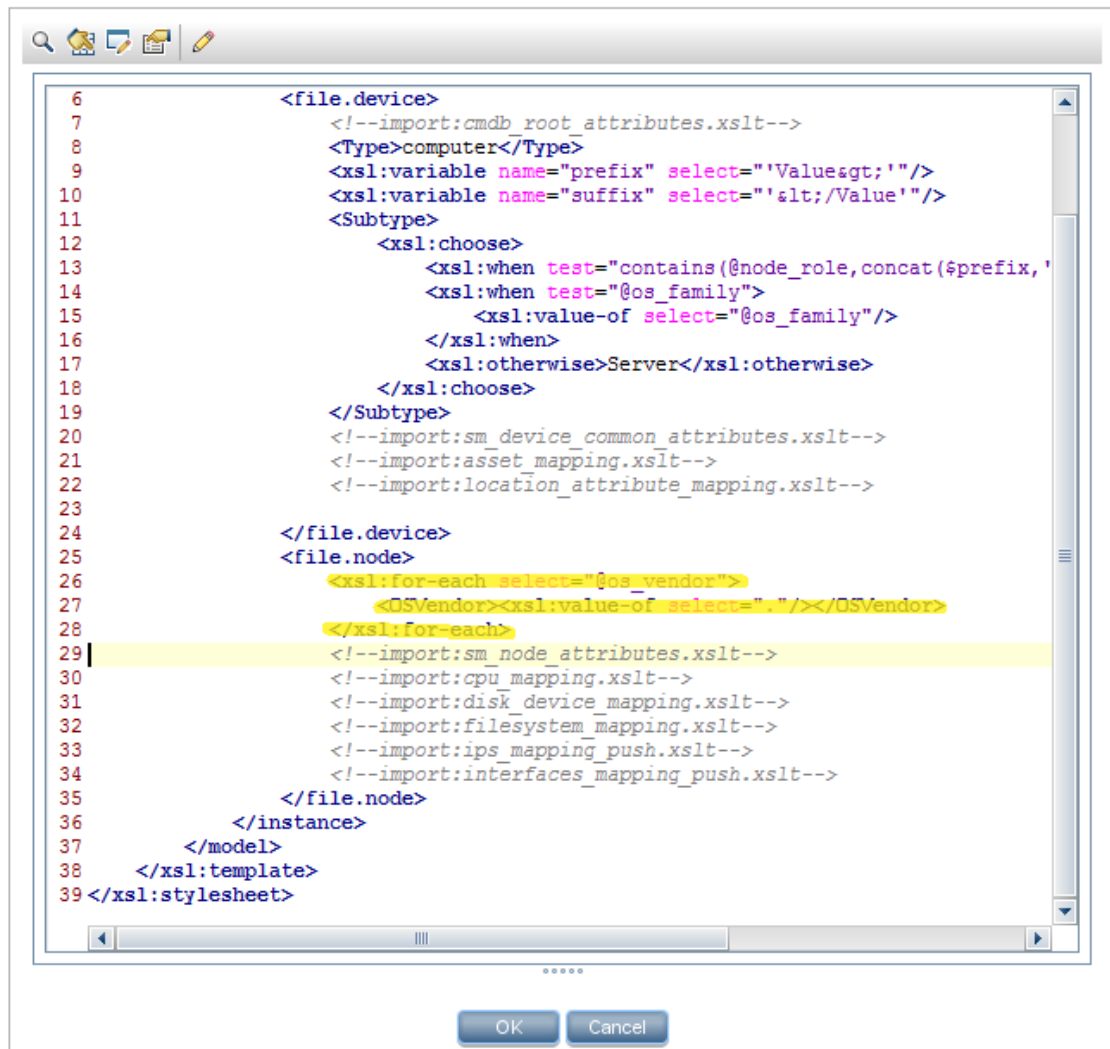 6 <file.device>
7 <!--import:cmdb_root_attributes.xslt-->
8 <Type>computer</Type>
9 <xsl:variable name="prefix" select="'Value&gt;'"/>
10 <xsl:variable name="suffix" select="'&lt;/Value'"/>
11 <Subtype>
12 <xsl:choose>
13 <xsl:when test="contains(@node_role,concat($prefix,'
14 <xsl:when test="@os_family">
15 <xsl:value-of select="@os_family"/>
16 </xsl:when>
17 <xsl:otherwise>Server</xsl:otherwise>
18 </xsl:choose>
19 </Subtype>
20 <!--import:sm_device_common_attributes.xslt-->
21 <!--import:asset_mapping.xslt-->
22 <!--import:location_attribute_mapping.xslt-->
23
24 </file.device>
25 <file.node>
26 <xsl:for-each select="@os_vendor">
27 <OSVendor><xsl:value-of select="."/></OSVendor>
28 </xsl:for-each>
29 <!--import:sm_node_attributes.xslt-->
30 <!--import:cpu_mapping.xslt-->
31 <!--import:disk_device_mapping.xslt-->
32 <!--import:filesystem_mapping.xslt-->
33 <!--import:ips_mapping_push.xslt-->
34 <!--import:interfaces_mapping_push.xslt-->
35 </file.node>
36 </instance>
37 </model>
38 </xsl:template>
39 </xsl:stylesheet>
OK Cancel